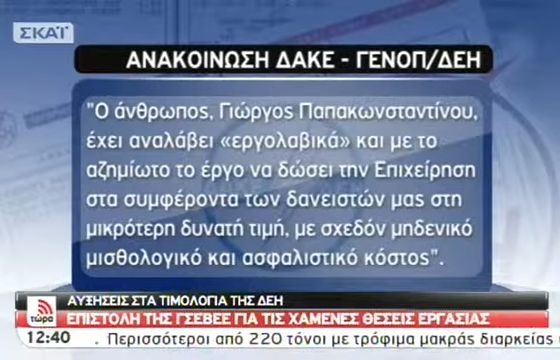 ΣΚΑΪ
ΑΝΑΚΟΙΝΩΣΗ ΔΑΚΕ - ΓΕΝΟΠ/ΔΕΗ
"Ο άνθρωπος, Γιώργος Παπακωνσταντίνου,
έχει αναλάβει «εργολαβικά» και με το
αζημίωτο το έργο να δώσει την Επιχείρηση
στα συμφέροντα των δανειστών μας στη
μικρότερη δυνατή τιμή, με σχεδόν μηδενικό
μισθολογικό και ασφαλιστικό κόστος".
ΑΥΞΗΣΕΙΣ ΣΤΑ ΤΙΜΟΛΟΓΙΑ ΤΗΣ ΔΕΗ
τώρα ΕΠΙΣΤΟΛΗ ΤΗΣ ΓΣΕΒΕΕ ΓΙΑ ΤΙΣ ΧΑΜΕΝΕΣ ΘΕΣΕΙΣ ΕΡΓΑΣΙΑΣ
12:40 • Περισσότεροι από 220 τόνοι με τρόφιμα μακράς διαρκείας